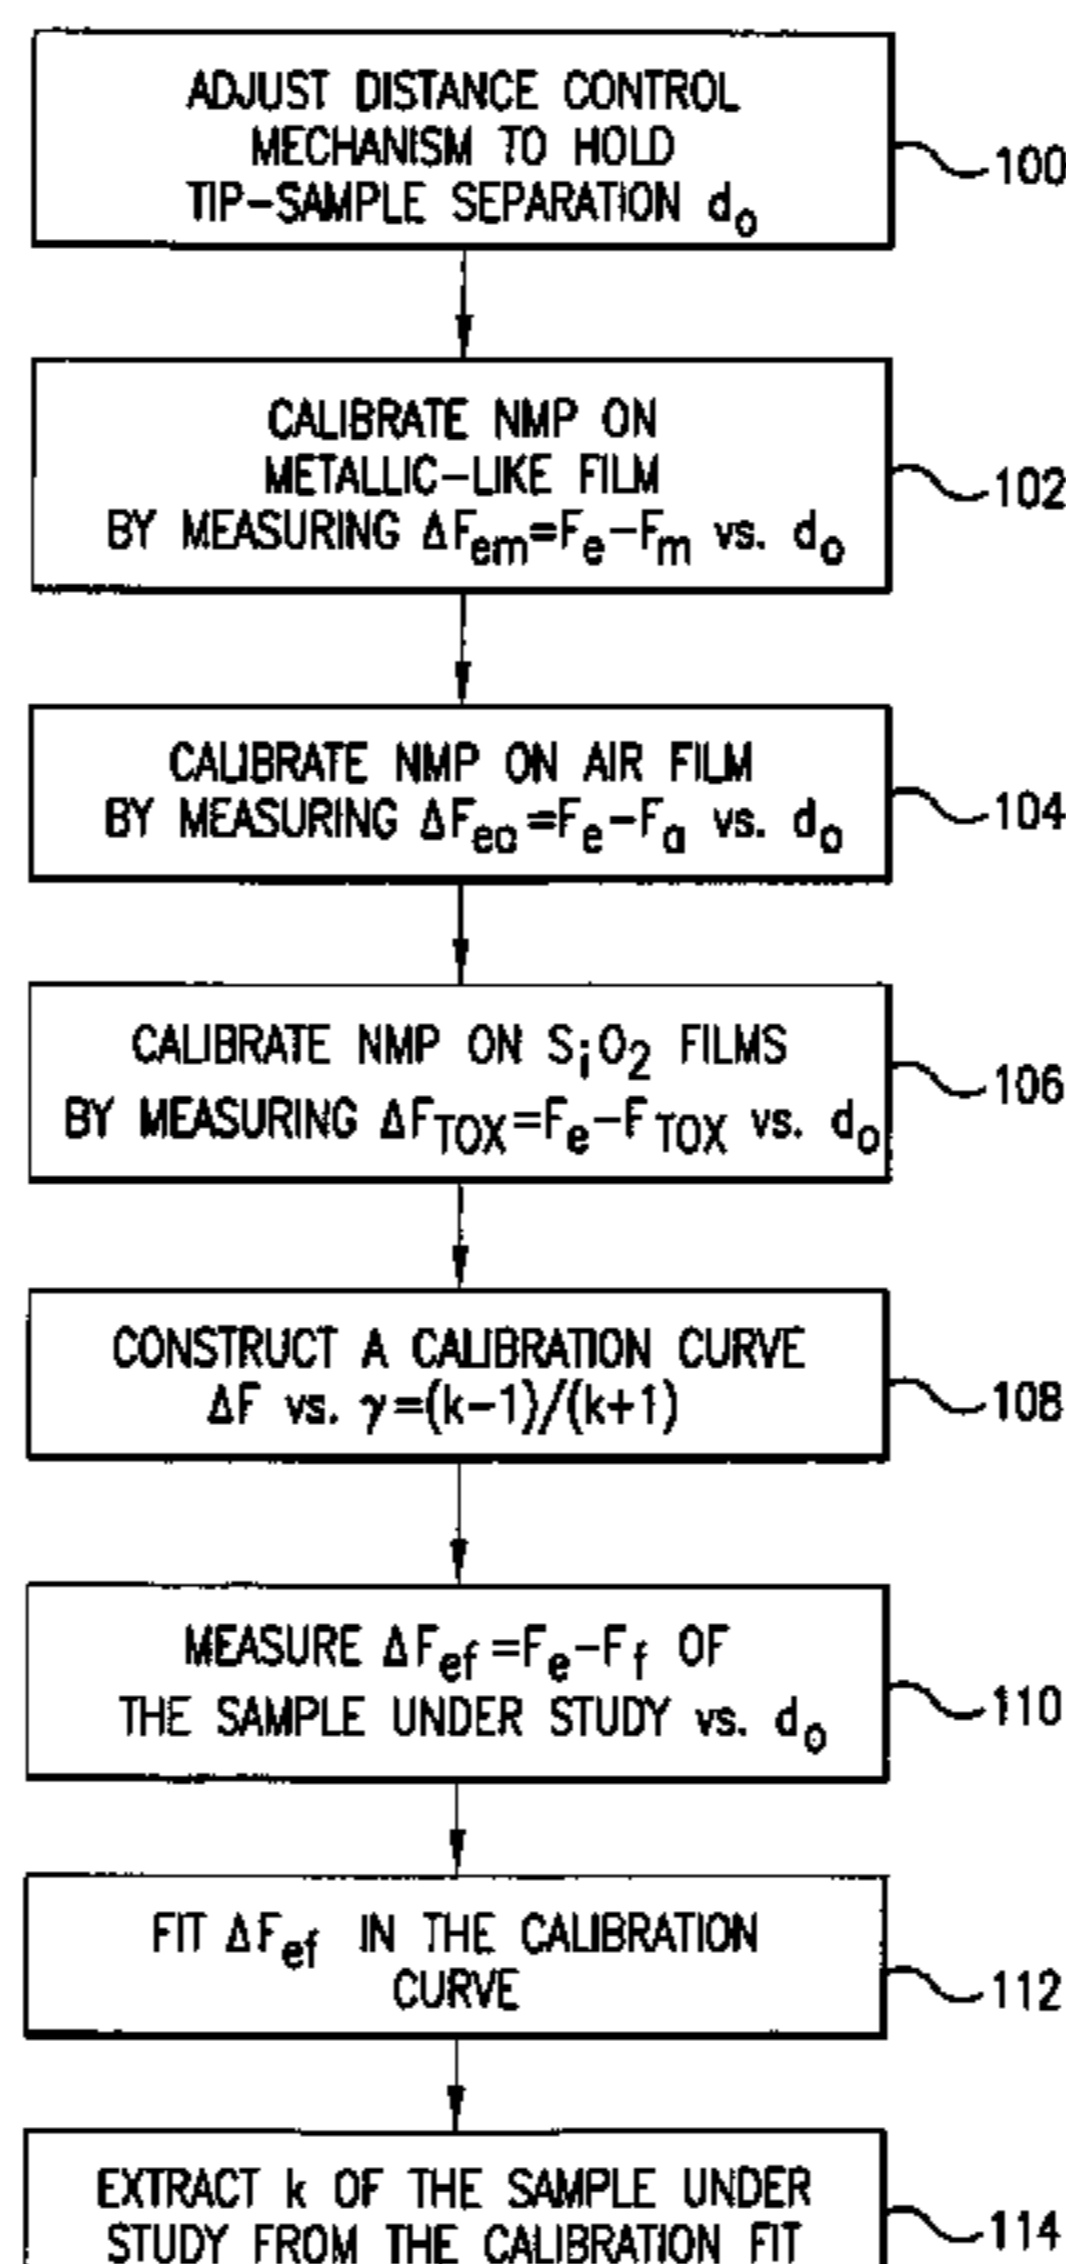 ADJUST DISTANCE CONTROL
MECHANISM TO HOLD
TIP-SAMPLE SEPARATION do
100
CALIBRATE NMP ON
METALLIC-LIKE FILM
BY MEASURING ΔFem=Fe-Fm vs. do
102
CALIBRATE NMP ON AIR FILM
BY MEASURING ΔFea=Fe-Fa vs. do
104
CALIBRATE NMP ON SiO2 FILMS
BY MEASURING ΔFTOX=Fe-FTOX vs. do
106
CONSTRUCT A CALIBRATION CURVE
ΔF vs. γ=(k-1)/(k+1)
108
MEASURE ΔFef=Fe-Ff OF
THE SAMPLE UNDER STUDY vs. do
110
FIT ΔFef IN THE CALIBRATION
CURVE
112
EXTRACT k OF THE SAMPLE UNDER
STUDY FROM THE CALIBRATION FIT
114